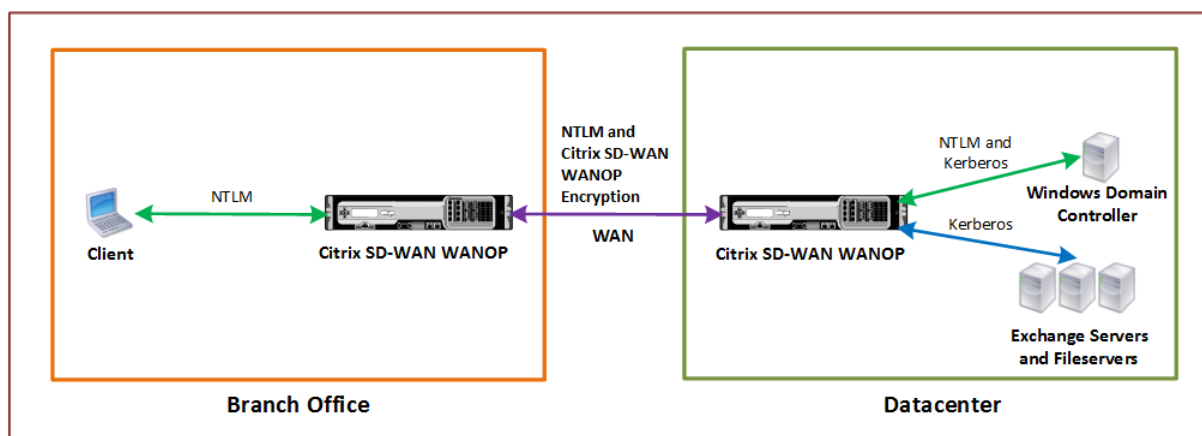 Client
NTLM
Citrix SD-WAN WANOP
NTLM and
Citrix SD-WAN
WANOP
Encryption
WAN
Citrix SD-WAN WANOP
NTLM and
Kerberos
Windows Domain
Controller
Kerberos
Exchange Servers
and Fileservers
Branch Office
Datacenter